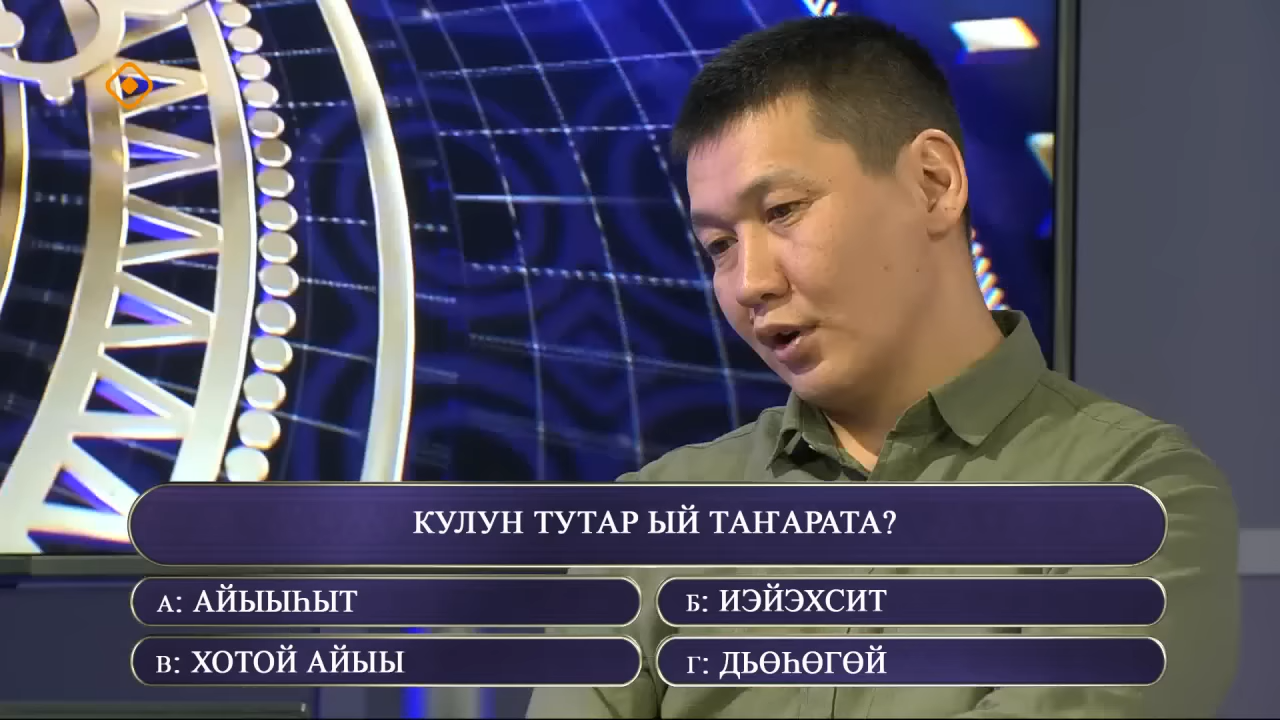 КУЛУН ТУТАР ЫЙ ТАҤАРАТА?
А: АЙЫЫҺЫТ
Б: ИЭЙЭХСИТ
В: ХОТОЙ АЙЫЫ
Г: ДЬӨҺӨГӨЙ